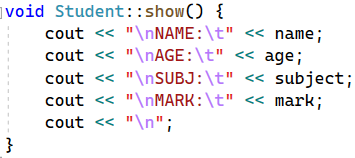 void Student::show() {
    cout << "\nNAME:\t" << name;
    cout << "\nAGE:\t" << age;
    cout << "\nSUBJ:\t" << subject;
    cout << "\nMARK:\t" << mark;
    cout << "\n";
}